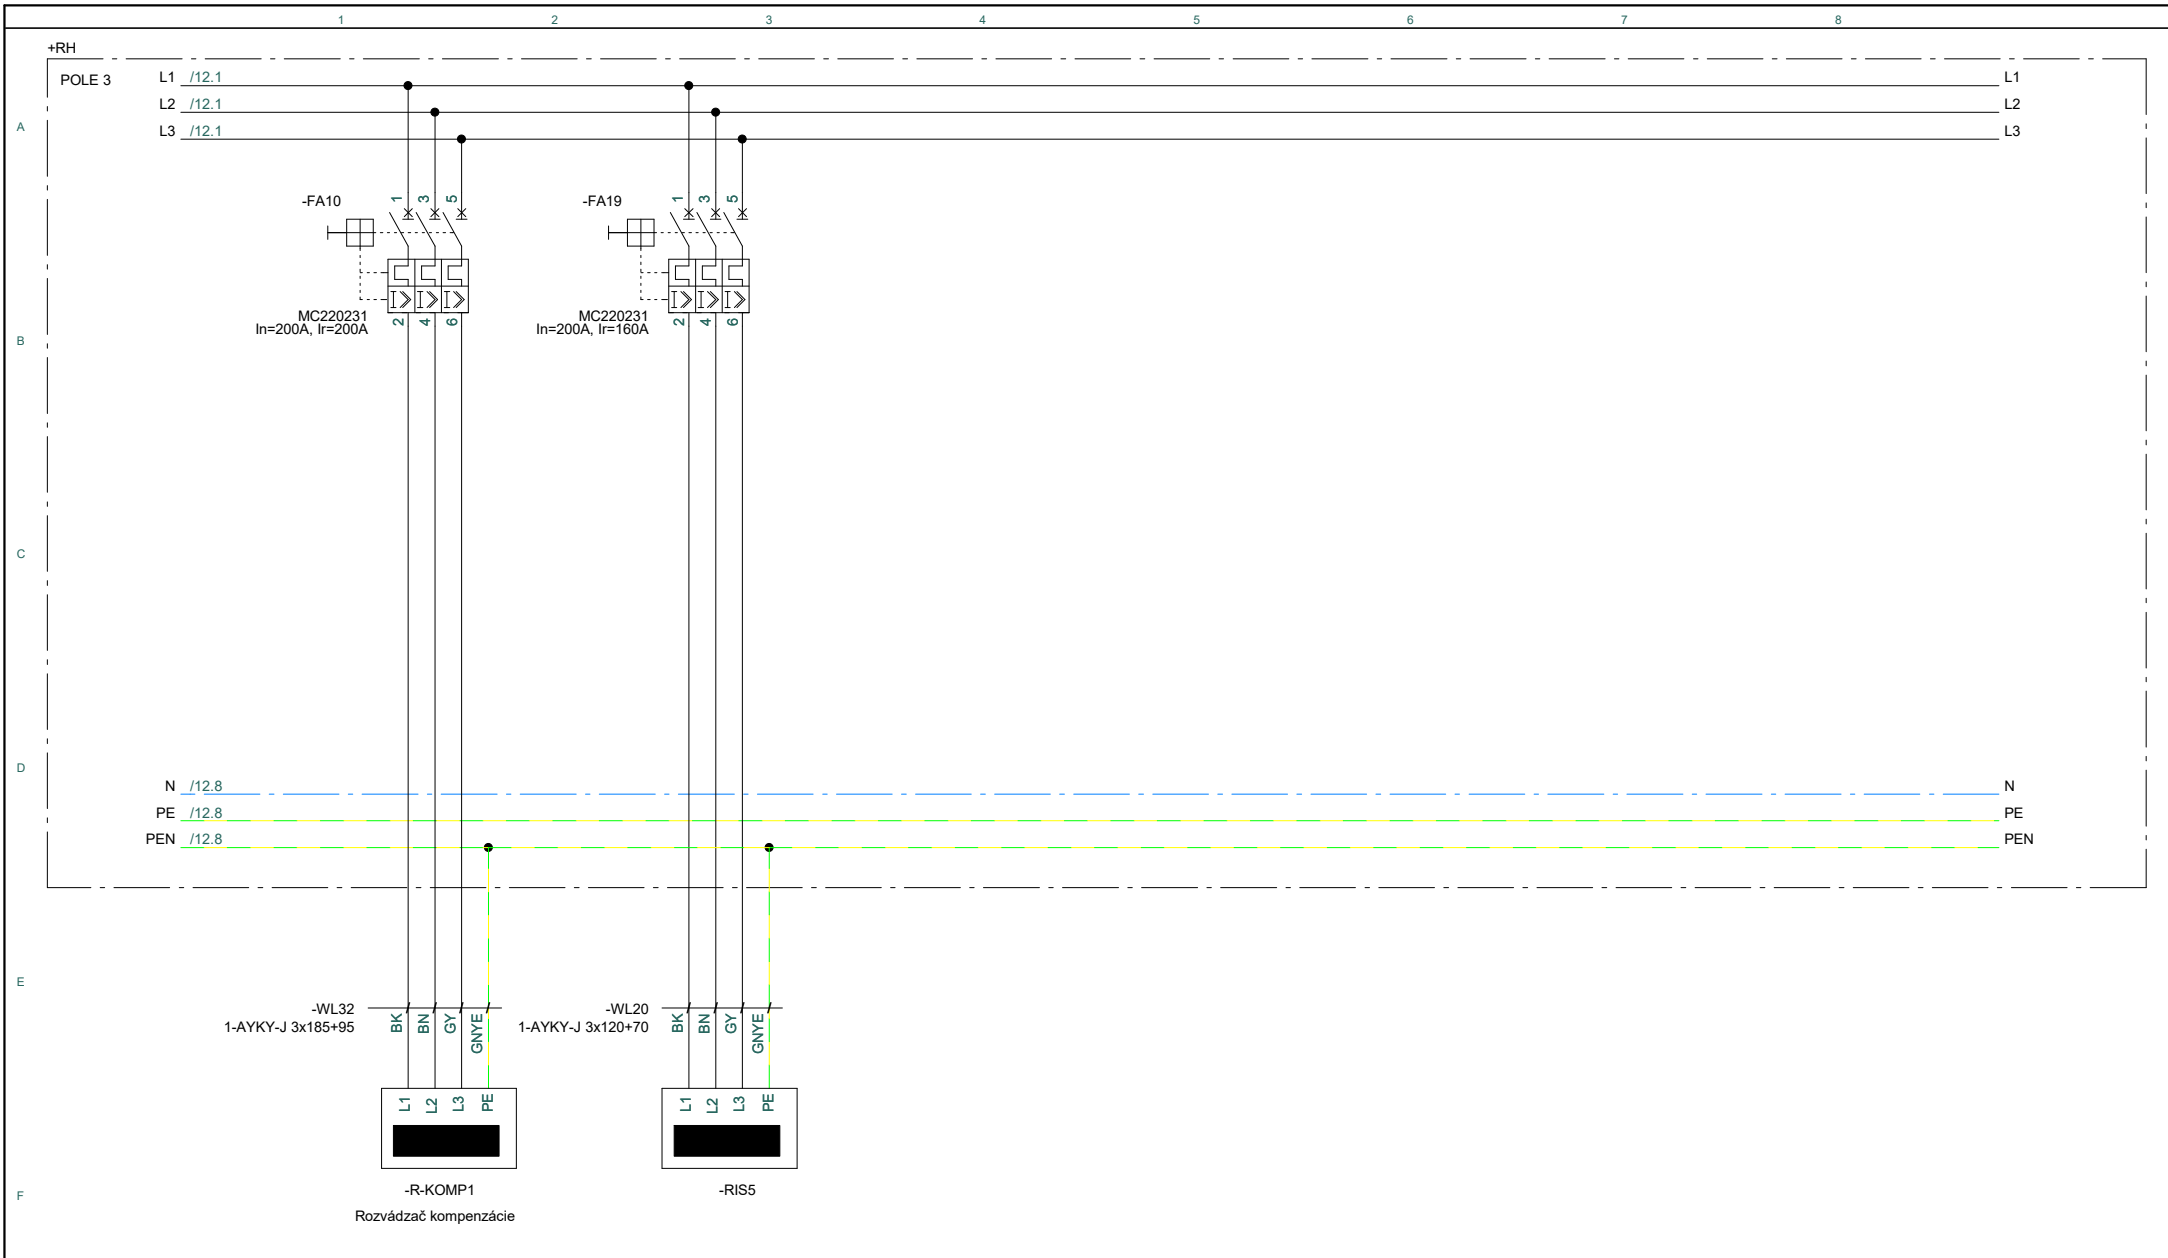 1 2 3 4 5 6 7 8
+RH
POLE 3
L1 /12.1 L1
L2 /12.1 L2
A
L3 /12.1 L3
-FA10 1 3 5
-FA19 1 3 5
I> I> I>
I> I> I>
MC220231
In=200A, Ir=200A
2 4 6
MC220231
In=200A, Ir=160A
2 4 6
B
C
D
N /12.8 N
PE /12.8 PE
PEN /12.8 PEN
E
-WL32
1-AYKY-J 3x185+95
BK BN GY GNYE
-WL20
1-AYKY-J 3x120+70
BK BN GY GNYE
L1 L2 L3 PE
L1 L2 L3 PE
F
-R-KOMP1
Rozvádzač kompenzácie
-RIS5